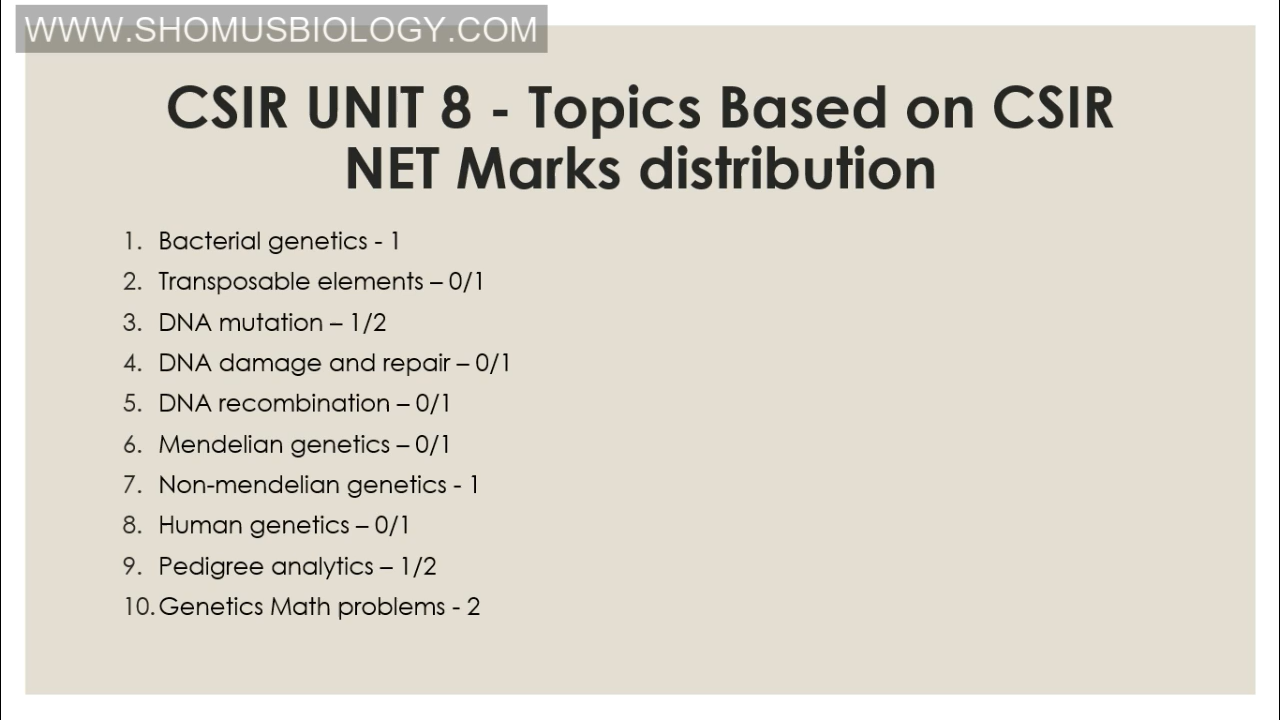 WWW.SHOMUSBIOLOGY.COM
CSIR UNIT 8 - Topics Based on CSIR
NET Marks distribution
1. Bacterial genetics - 1
2. Transposable elements – 0/1
3. DNA mutation – 1/2
4. DNA damage and repair – 0/1
5. DNA recombination – 0/1
6. Mendelian genetics – 0/1
7. Non-mendelian genetics - 1
8. Human genetics – 0/1
9. Pedigree analytics – 1/2
10. Genetics Math problems - 2